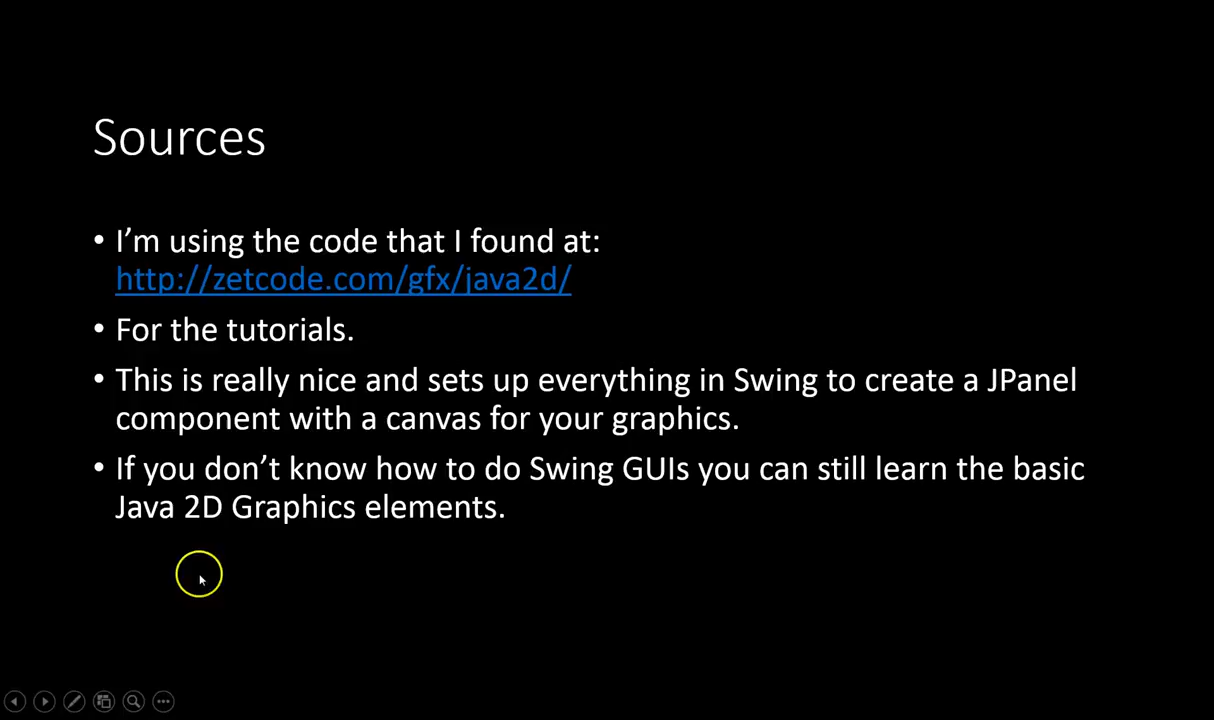 Sources
• I'm using the code that I found at:
http://zetcode.com/gfx/java2d/
• For the tutorials.
• This is really nice and sets up everything in Swing to create a JPanel
component with a canvas for your graphics.
• If you don't know how to do Swing GUIs you can still learn the basic
Java 2D Graphics elements.